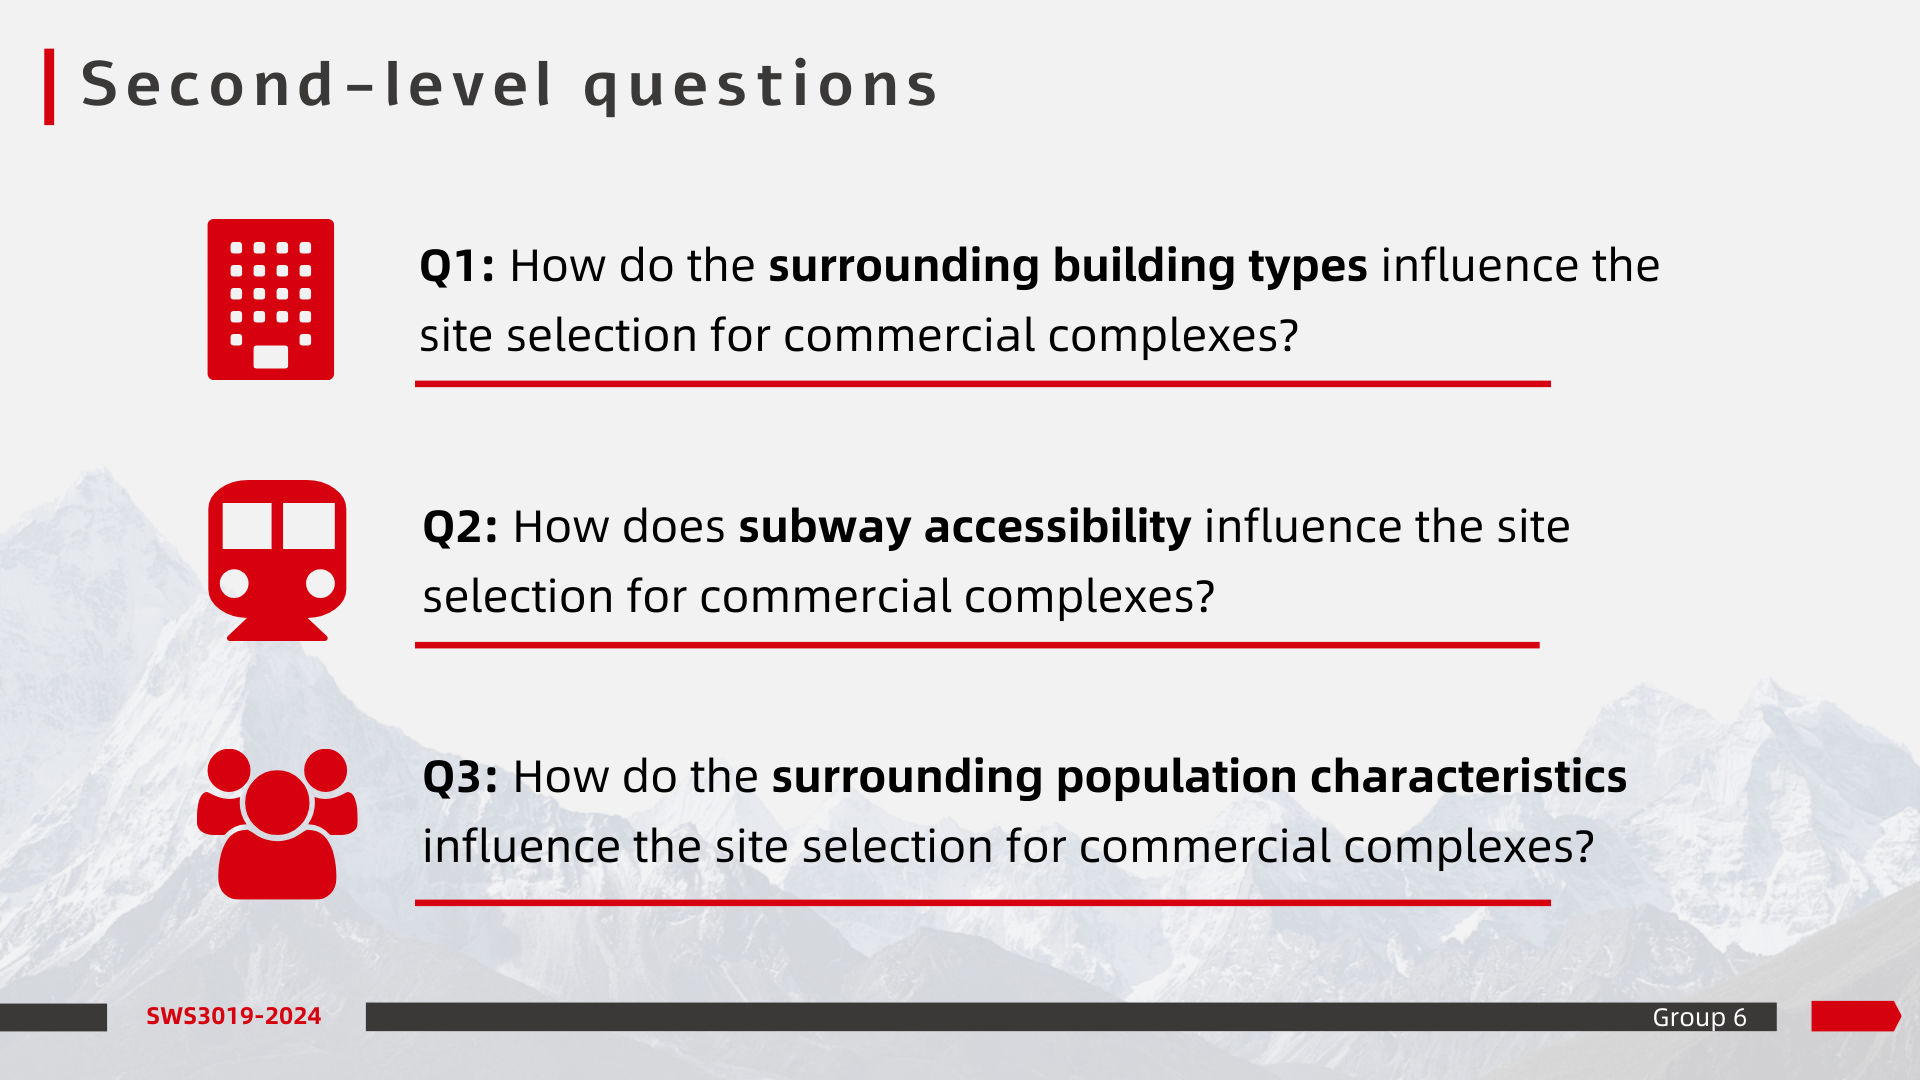 Second-level questions
Q1: How do the surrounding building types influence the
site selection for commercial complexes?
Q2: How does subway accessibility influence the site
selection for commercial complexes?
Q3: How do the surrounding population characteristics
influence the site selection for commercial complexes?
SWS3019-2024
Group 6